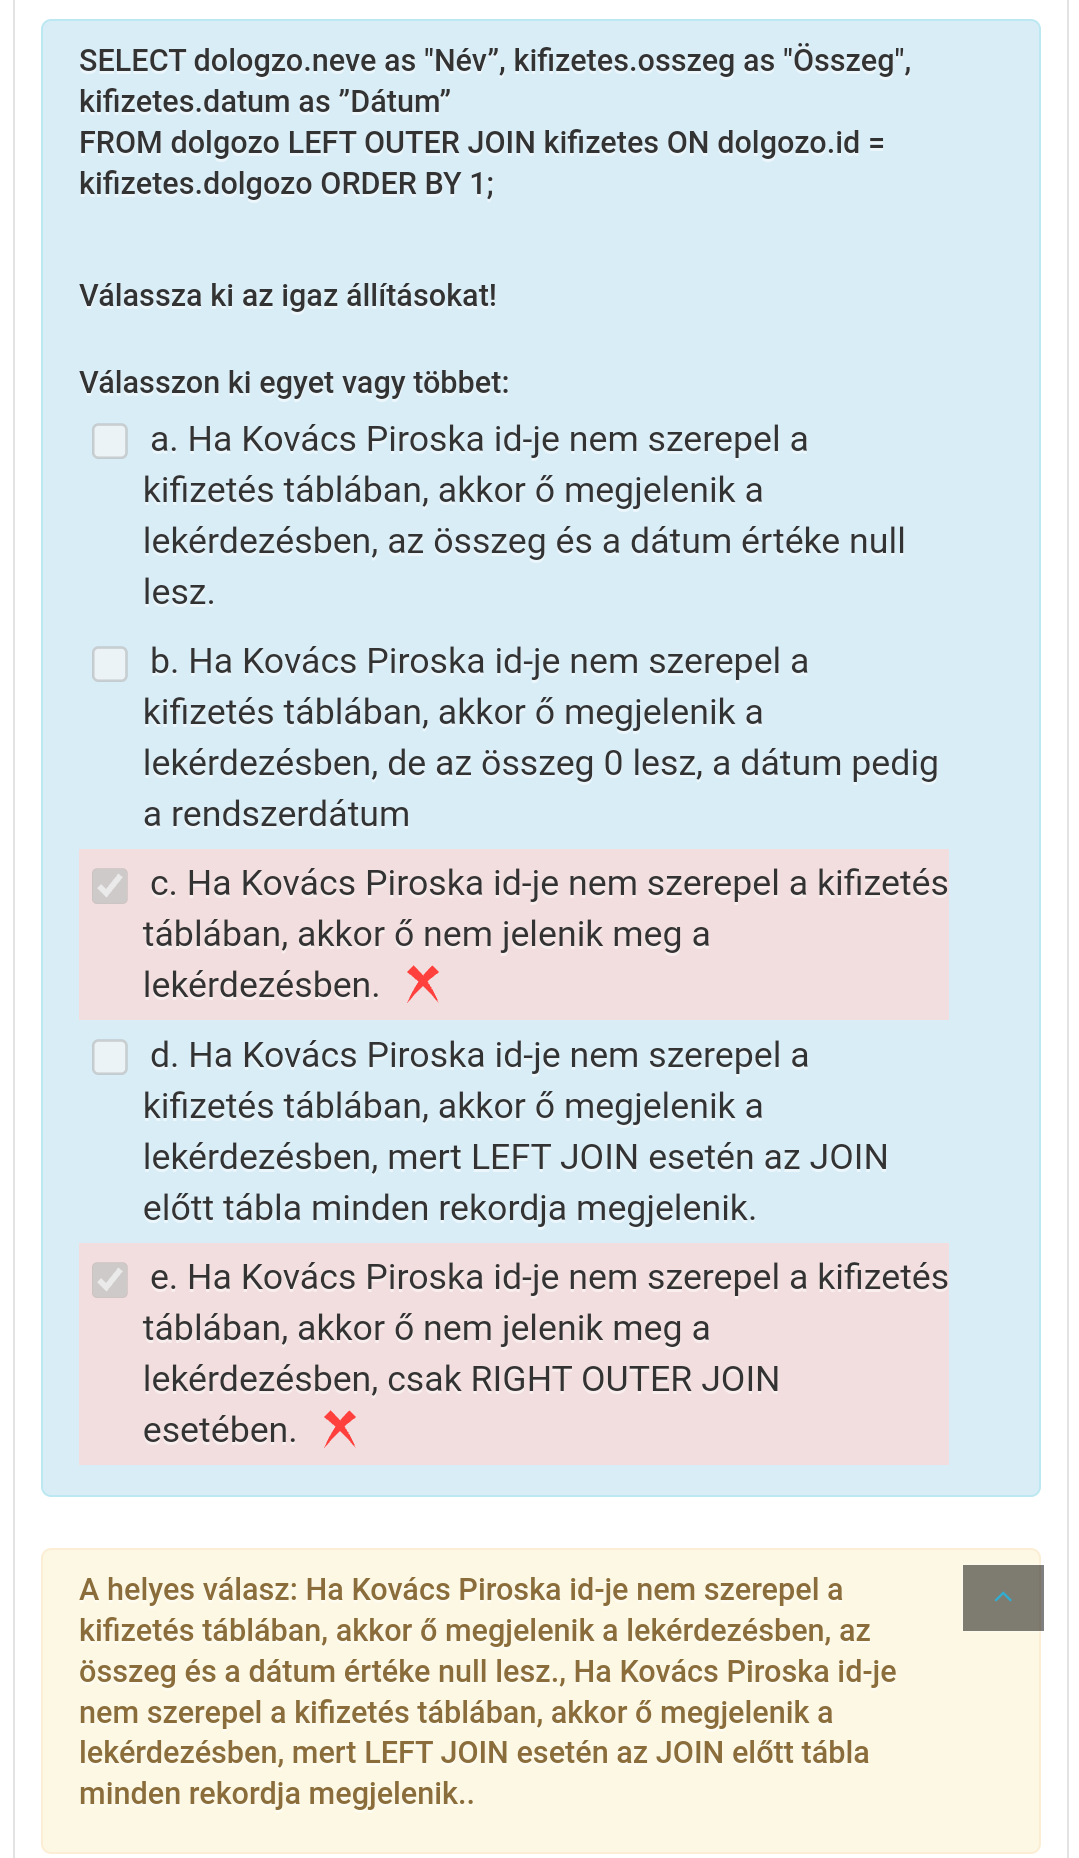 SELECT dologzo.neve as "Név”, kifizetes.osszeg as "Összeg",
kifizetes.datum as ”Dátum”
FROM dolgozo LEFT OUTER JOIN kifizetes ON dolgozo.id =
kifizetes.dolgozo ORDER BY 1;
Válassza ki az igaz állításokat!
Válasszon ki egyet vagy többet:
a. Ha Kovács Piroska id-je nem szerepel a
kifizetés táblában, akkor ő megjelenik a
lekérdezésben, az összeg és a dátum értéke null
lesz.
b. Ha Kovács Piroska id-je nem szerepel a
kifizetés táblában, akkor ő megjelenik a
lekérdezésben, de az összeg 0 lesz, a dátum pedig
a rendszerdátum
c. Ha Kovács Piroska id-je nem szerepel a kifizetés
táblában, akkor ő nem jelenik meg a
lekérdezésben.
d. Ha Kovács Piroska id-je nem szerepel a
kifizetés táblában, akkor ő megjelenik a
lekérdezésben, mert LEFT JOIN esetén az JOIN
előtt tábla minden rekordja megjelenik.
e. Ha Kovács Piroska id-je nem szerepel a kifizetés
táblában, akkor ő nem jelenik meg a
lekérdezésben, csak RIGHT OUTER JOIN
esetében.
A helyes válasz: Ha Kovács Piroska id-je nem szerepel a
kifizetés táblában, akkor ő megjelenik a lekérdezésben, az
összeg és a dátum értéke null lesz., Ha Kovács Piroska id-je
nem szerepel a kifizetés táblában, akkor ő megjelenik a
lekérdezésben, mert LEFT JOIN esetén az JOIN előtt tábla
minden rekordja megjelenik..